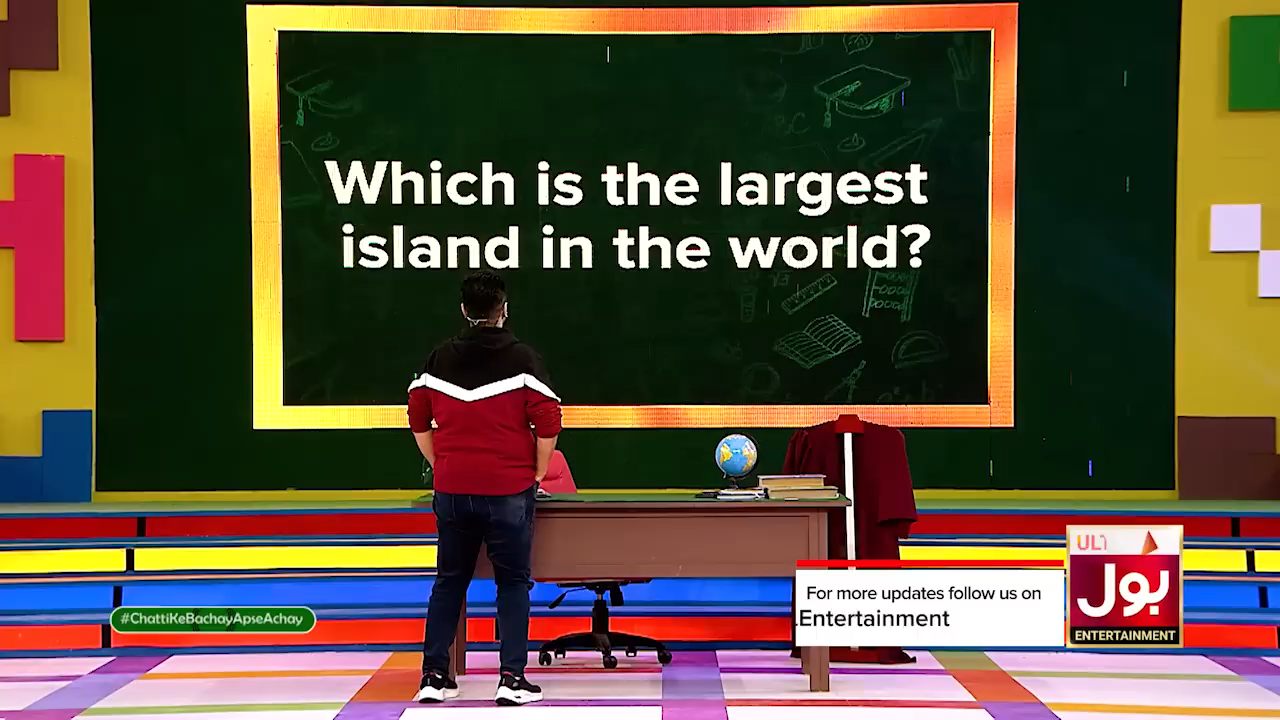 Which is the largest
island in the world?
#ChattiKeBachayApseAchay
For more updates follow us on
.Entertainment
بول
ENTERTAINMENT